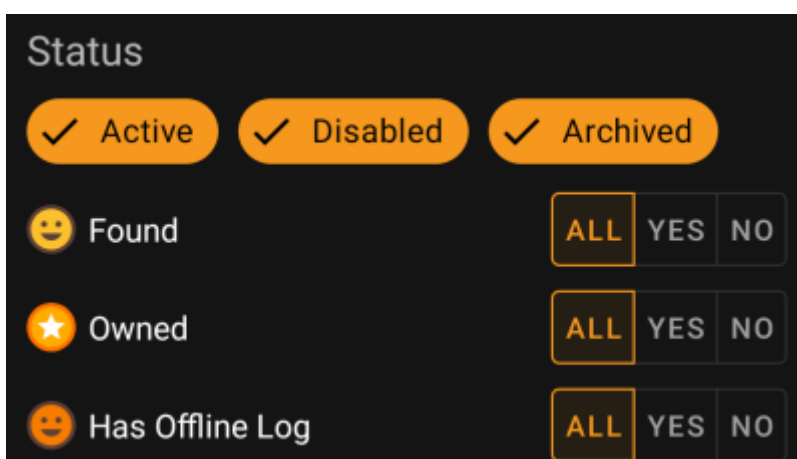 Status
Active Disabled Archived
Found ALL YES NO
Owned ALL YES NO
Has Offline Log ALL YES NO